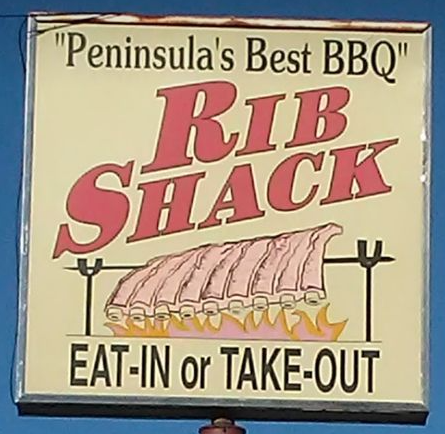 "Peninsula's Best BBQ"
RIB
SHACK
EAT-IN or TAKE-OUT